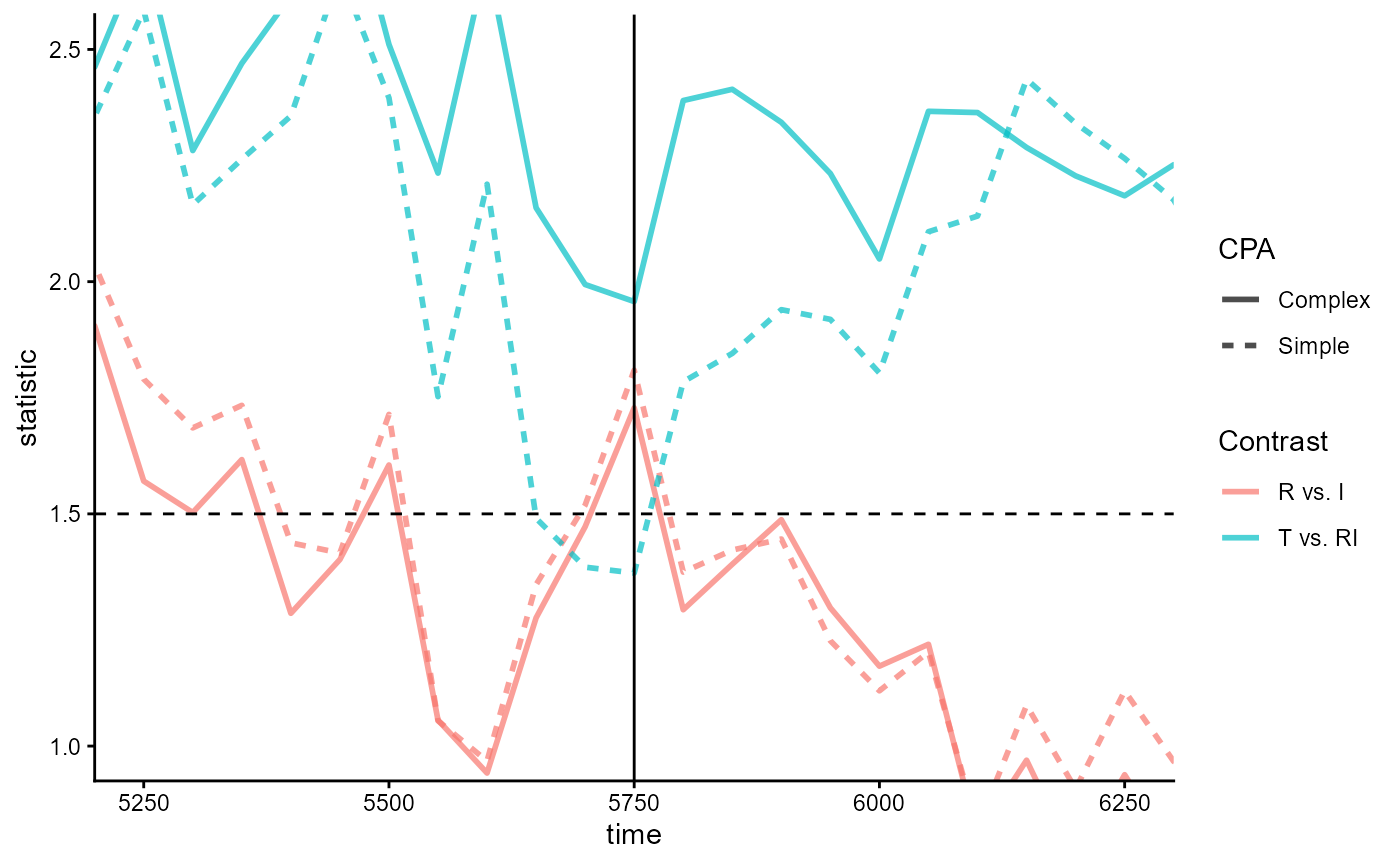 2.5
2.0
1.5
1.0
statistic
5250
5500
5750
6000
6250
time
CPA
Complex
Simple
Contrast
R vs. I
T vs. RI